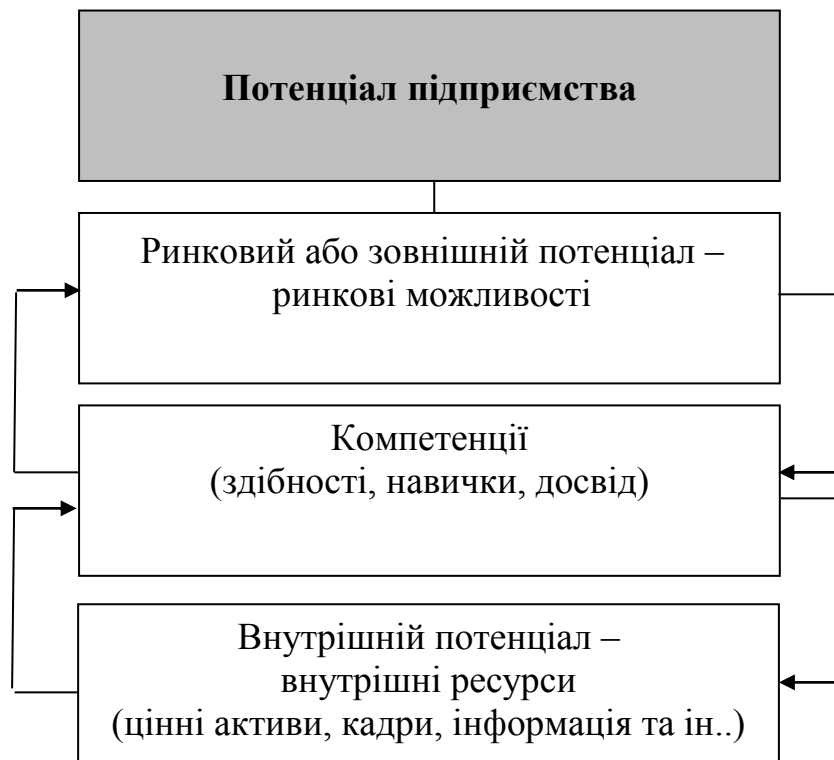 Потенціал підприємства
Ринковий або зовнішній потенціал –
ринкові можливості
Компетенції
(здібності, навички, досвід)
Внутрішній потенціал –
внутрішні ресурси
(цінні активи, кадри, інформація та ін..)